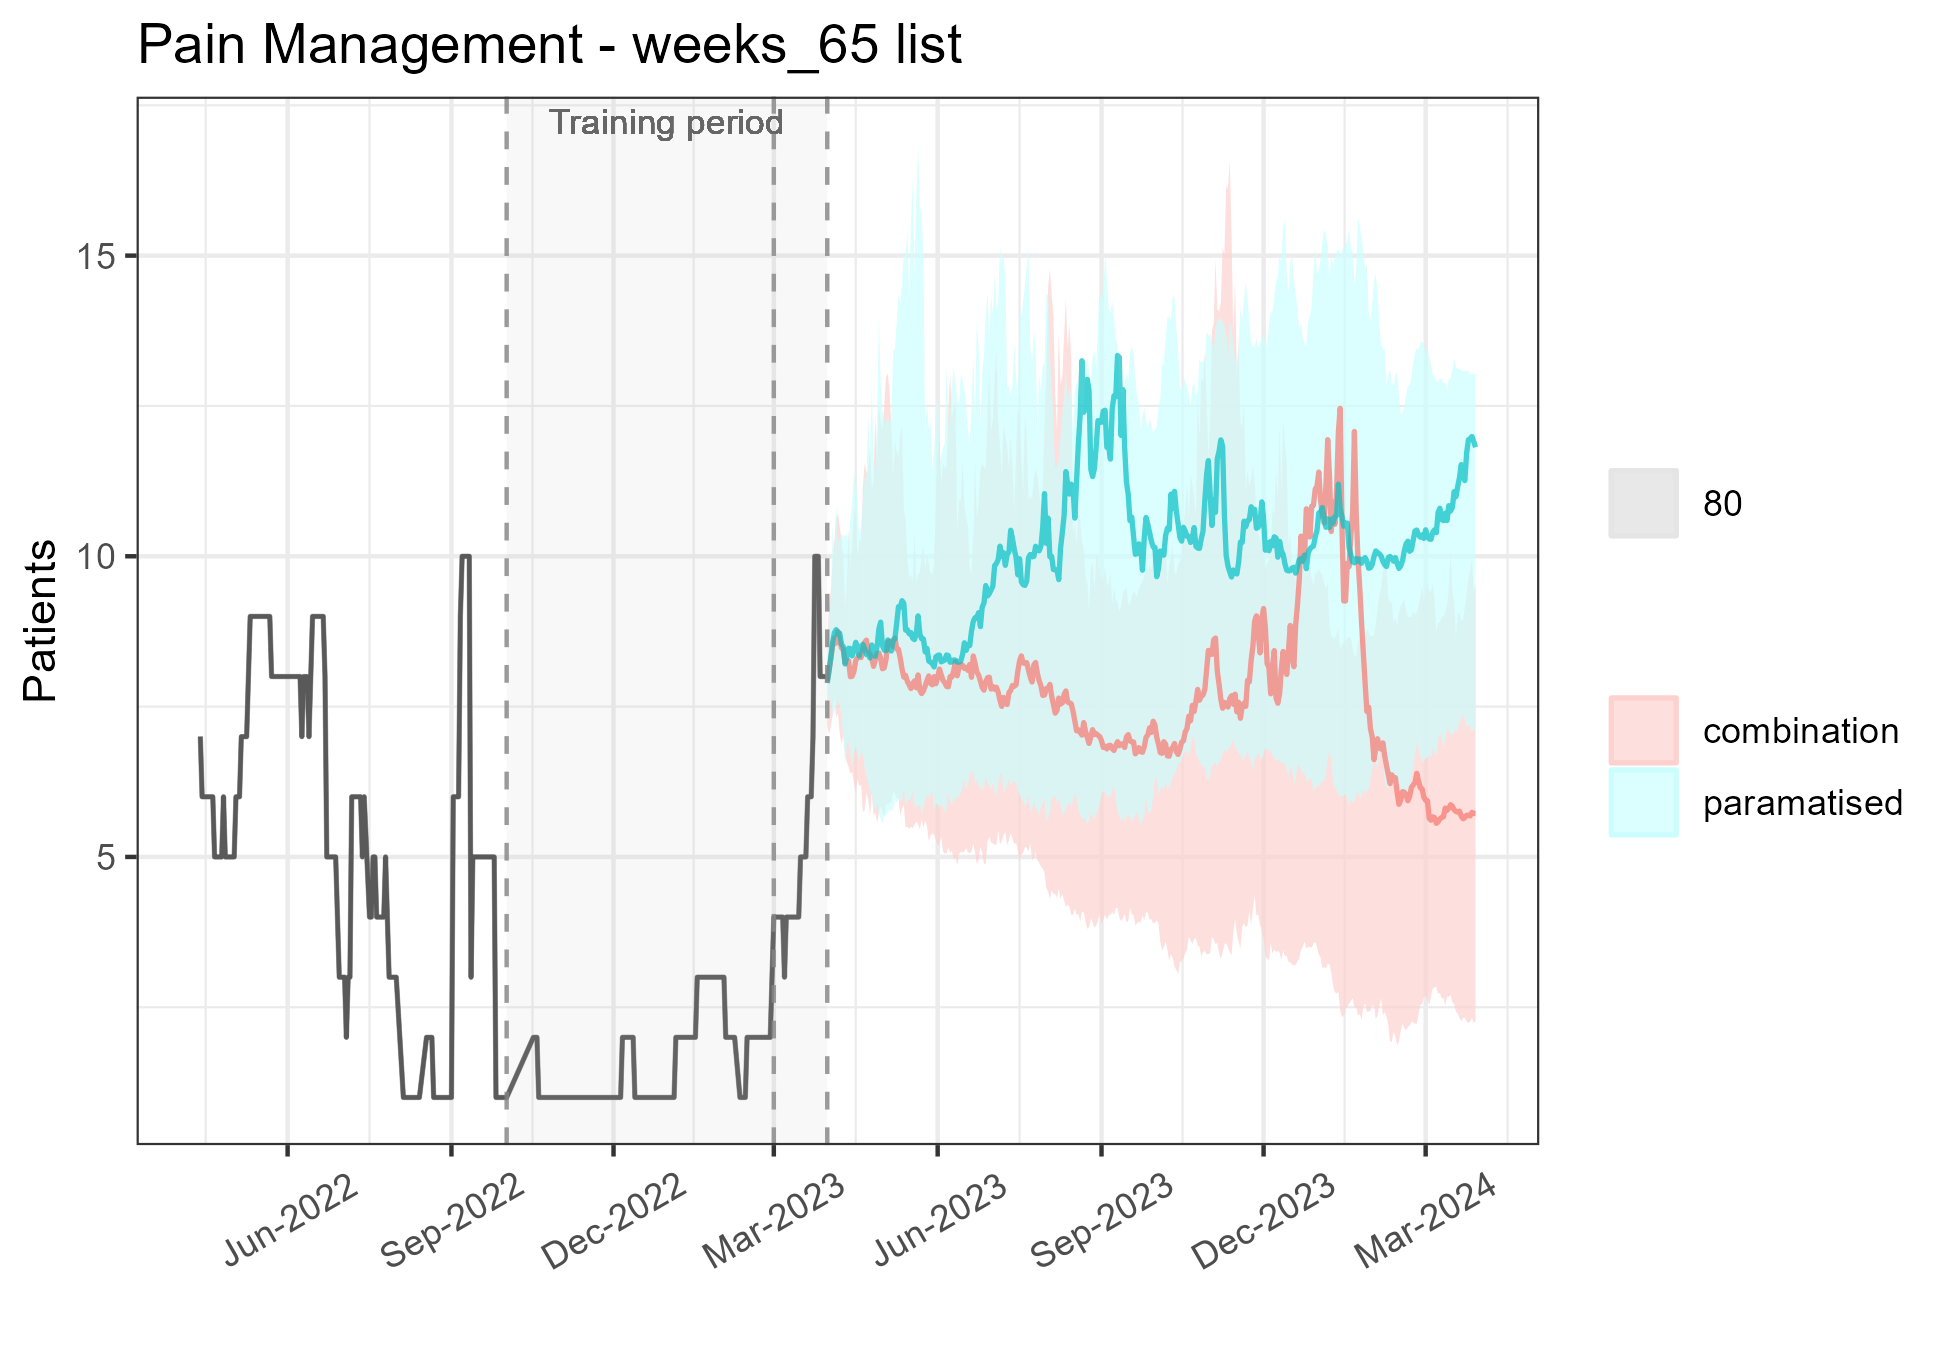 Pain Management - weeks_65 list
Training period
15
10
5
Patients
Jun-2022
Sep-2022
Dec-2022
Mar-2023
Jun-2023
Sep-2023
Dec-2023
Mar-2024
80
combination
paramatised